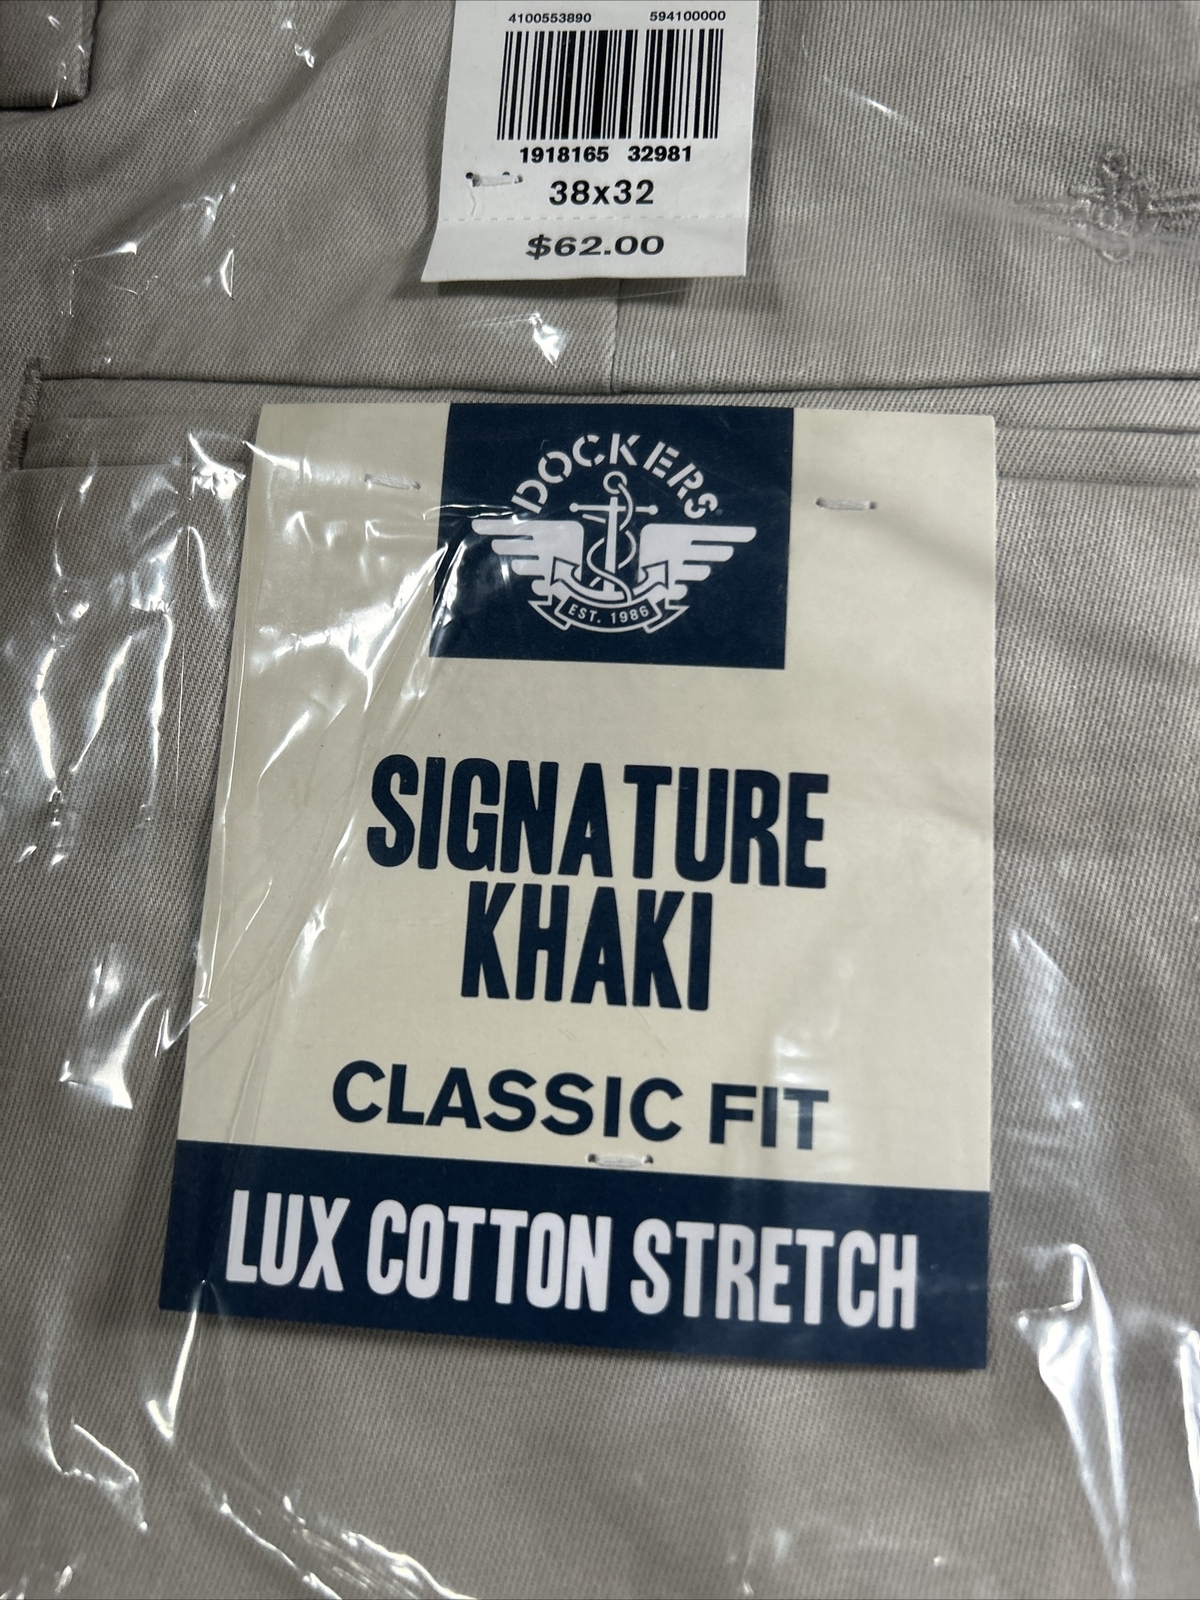 4100553890 594100000
1918165 32981
38x32
$62.00
DOCKERS®
EST. 1986
SIGNATURE
KHAKI
CLASSIC FIT
LUX COTTON STRETCH